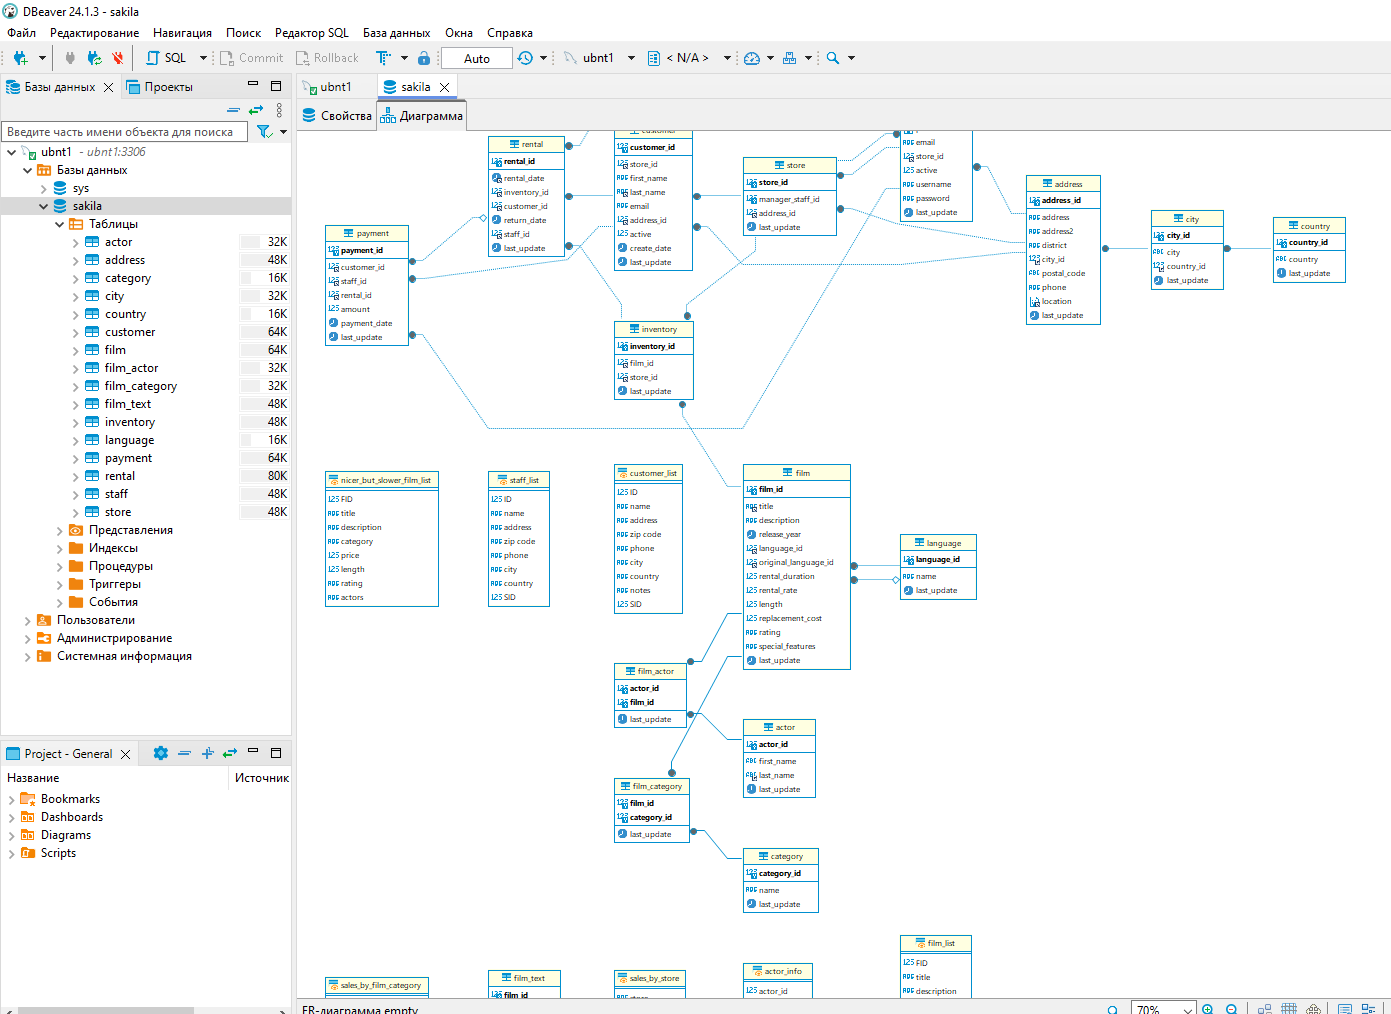 DBeaver 24.1.3 - sakila
Файл Редактирование Навигация Поиск Редактор SQL База данных Окна Справка
SQL Commit Rollback Auto ubnt1 < N/A >
Базы данных Проекты
Введите часть имени объекта для поиска
ubnt1 - ubnt1:3306
Базы данных
sys
sakila
Таблицы
actor 32K
address 48K
category 16K
city 32K
country 16K
customer 64K
film 64K
film_actor 32K
film_category 32K
film_text 48K
inventory 48K
language 16K
payment 64K
rental 80K
staff 48K
store 48K
Представления
Индексы
Процедуры
Триггеры
События
Пользователи
Администрирование
Системная информация
Project - General
Название Источник
Bookmarks
Dashboards
Diagrams
Scripts
ubnt1 sakila
Свойства Диаграмма
payment
payment_id
customer_id
staff_id
rental_id
amount
payment_date
last_update
rental
rental_id
rental_date
inventory_id
customer_id
return_date
staff_id
last_update
customer
customer_id
store_id
first_name
last_name
email
address_id
active
create_date
last_update
store
store_id
manager_staff_id
address_id
last_update
email
store_id
active
username
password
last_update
address
address_id
address
address2
district
city_id
postal_code
phone
location
last_update
city
city_id
city
country_id
last_update
country
country_id
country
last_update
inventory
inventory_id
film_id
store_id
last_update
nicer_but_slower_film_list
FID
title
description
category
price
length
rating
actors
staff_list
ID
name
address
zip code
phone
city
country
SID
customer_list
ID
name
address
zip code
phone
city
country
notes
SID
film
film_id
title
description
release_year
language_id
original_language_id
rental_duration
rental_rate
length
replacement_cost
rating
special_features
last_update
language
language_id
name
last_update
film_actor
actor_id
film_id
last_update
actor
actor_id
first_name
last_name
last_update
film_category
film_id
category_id
last_update
category
category_id
name
last_update
sales_by_film_category
film_text
film_id
sales_by_store
store
actor_info
actor_id
film_list
FID
title
description
ER-диаграмма empty
70%